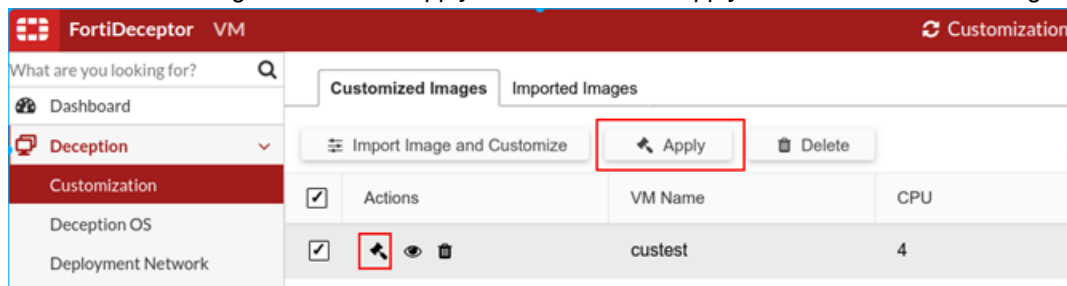 FortiDeceptor VM
Customization
What are you looking for?
Dashboard
Customized Images
Imported Images
Deception
Import Image and Customize
Apply
Delete
Customization
Actions
VM Name
CPU
Deception OS
custest
4
Deployment Network